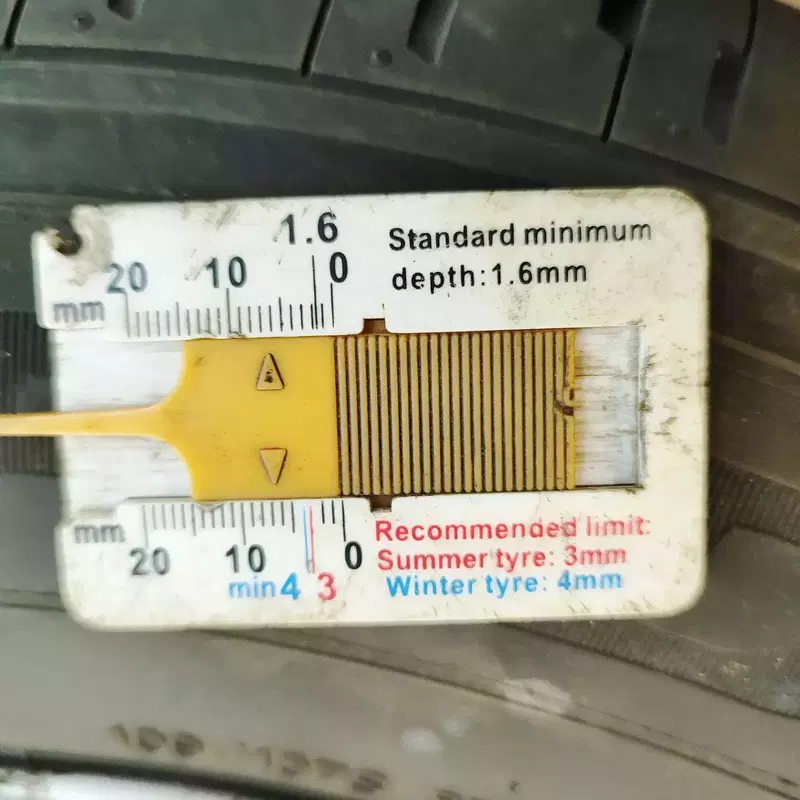 1.6
20 10 0
mm
Standard minimum
depth:1.6mm
mm
20 10 0
min 4 3
Recommended limit:
Summer tyre: 3mm
Winter tyre: 4mm